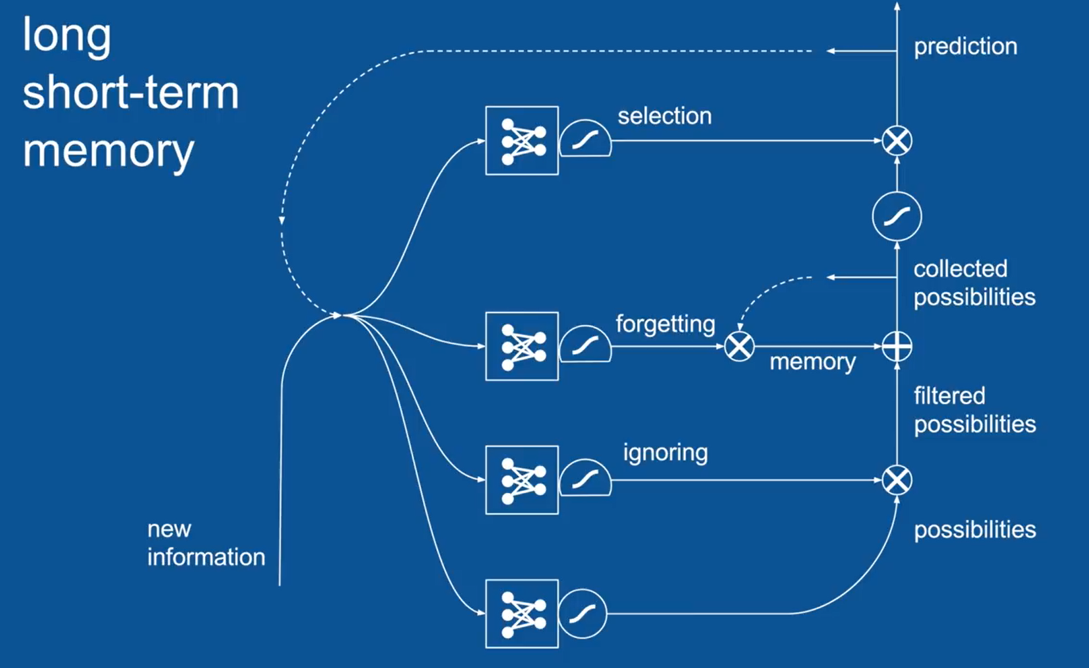 long
short-term
memory
prediction
selection
collected
possibilities
forgetting
memory
filtered
possibilities
ignoring
new
information
possibilities